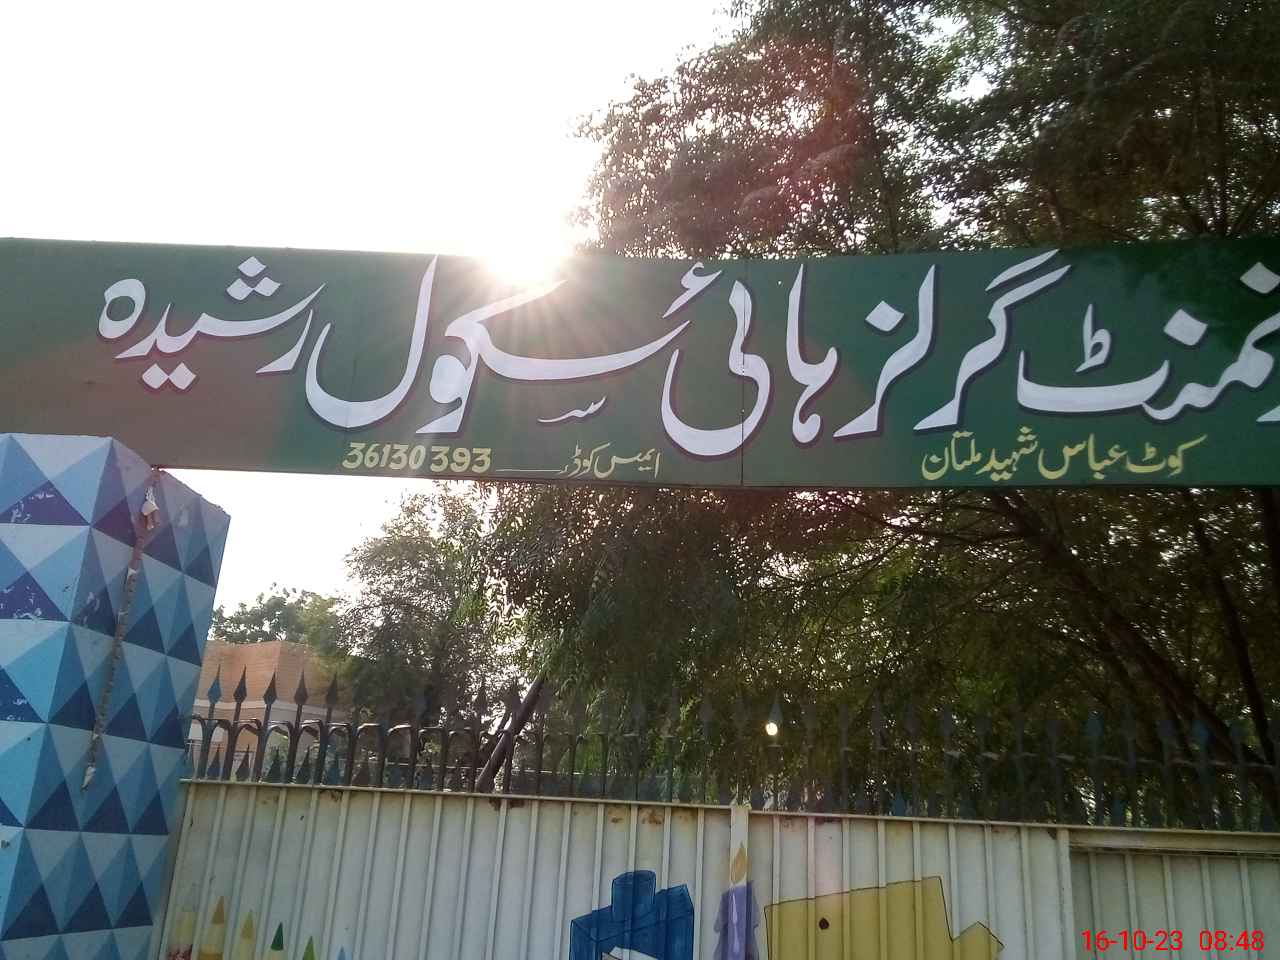 نمنٹ گرلز ہائی سکول رشیدہ
کوٹ عباس شہید ملتان
ایمس کوڈ 36130393
16-10-23 08:48